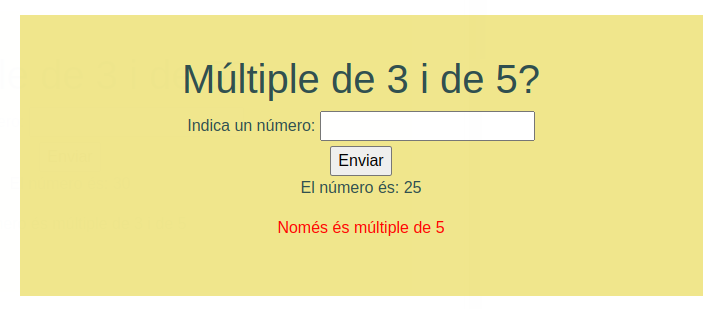 Múltiple de 3 i de 5?
Indica un número:
Enviar
El número és: 25
Només és múltiple de 5